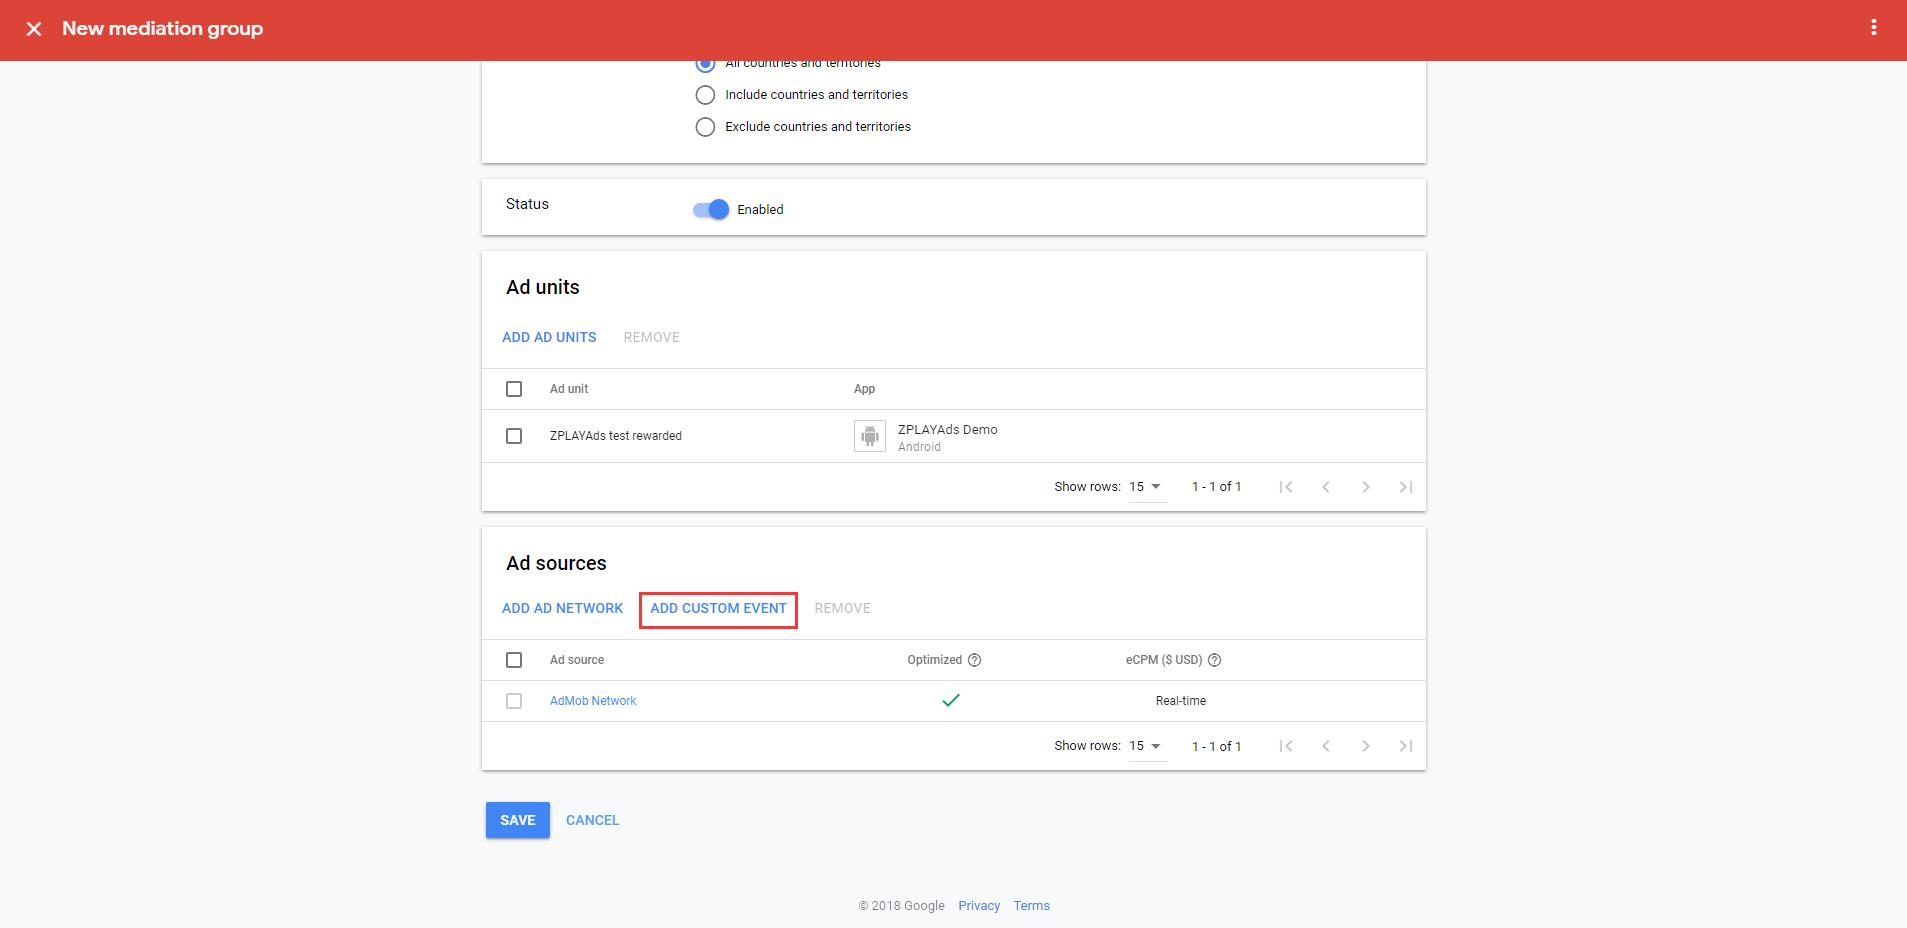 New mediation group
All countries and territories
Include countries and territories
Exclude countries and territories
Status
Enabled
Ad units
ADD AD UNITS REMOVE
Ad unit App
ZPLAYAds test rewarded ZPLAYAds Demo
Android
Show rows: 15 1 - 1 of 1
Ad sources
ADD AD NETWORK ADD CUSTOM EVENT REMOVE
Ad source Optimized ? eCPM ($ USD) ?
AdMob Network Real-time
Show rows: 15 1 - 1 of 1
SAVE CANCEL
© 2018 Google Privacy Terms